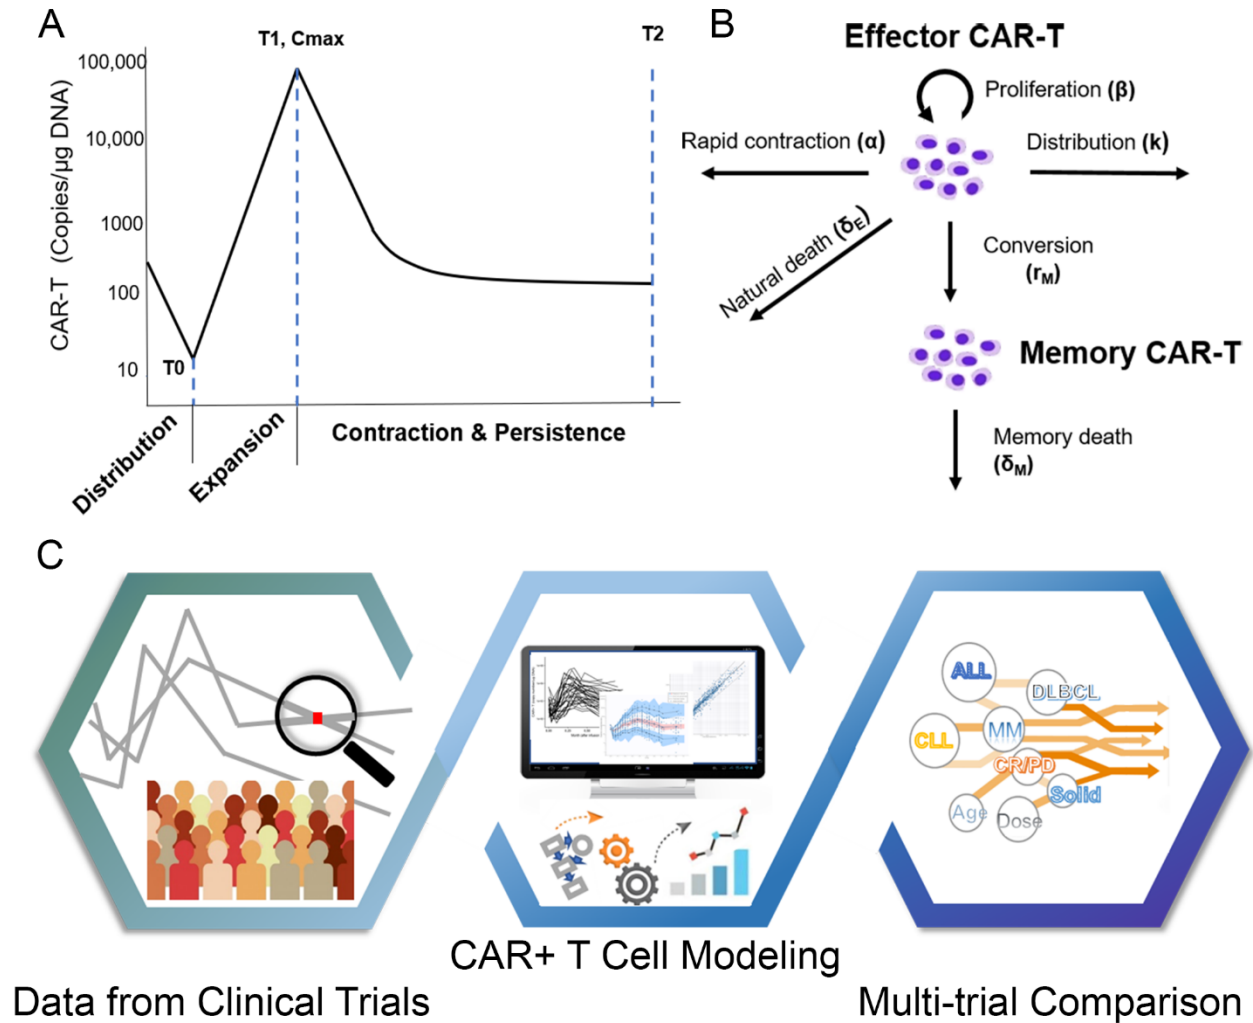 A
T1, Cmax
T2
100,000
10,000
1000
100
10
CAR-T (Copies/µg DNA)
T0
Distribution
Expansion
Contraction & Persistence
B
Effector CAR-T
Proliferation (β)
Rapid contraction (α)
Distribution (k)
Natural death (δE)
Conversion
(rM)
Memory CAR-T
Memory death
(δM)
C
ALL
DLBCL
CLL
MM
CR/PD
Solid
Age
Dose
CAR+ T Cell Modeling
Data from Clinical Trials
Multi-trial Comparison